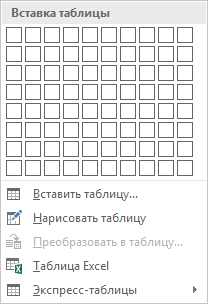 Вставка таблицы
Вставить таблицу...
Нарисовать таблицу
Преобразовать в таблицу...
Таблица Excel
Экспресс-таблицы